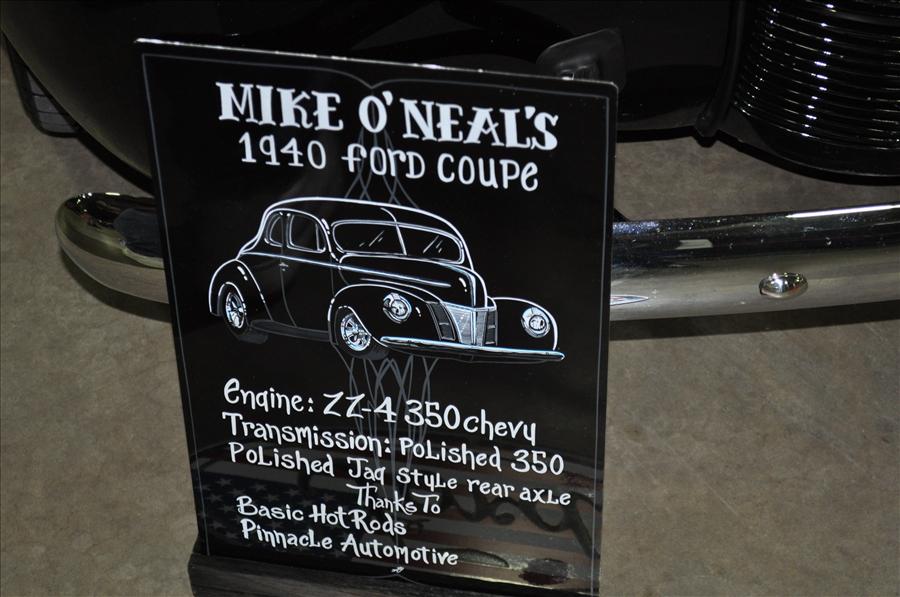 MIKE O'NEAL'S
1940 ford coupe
Engine: ZZ-4 350 chevy
Transmission: Polished 350
Polished Jag style rear axle
Thanks To
Basic Hot Rods
Pinnacle Automotive